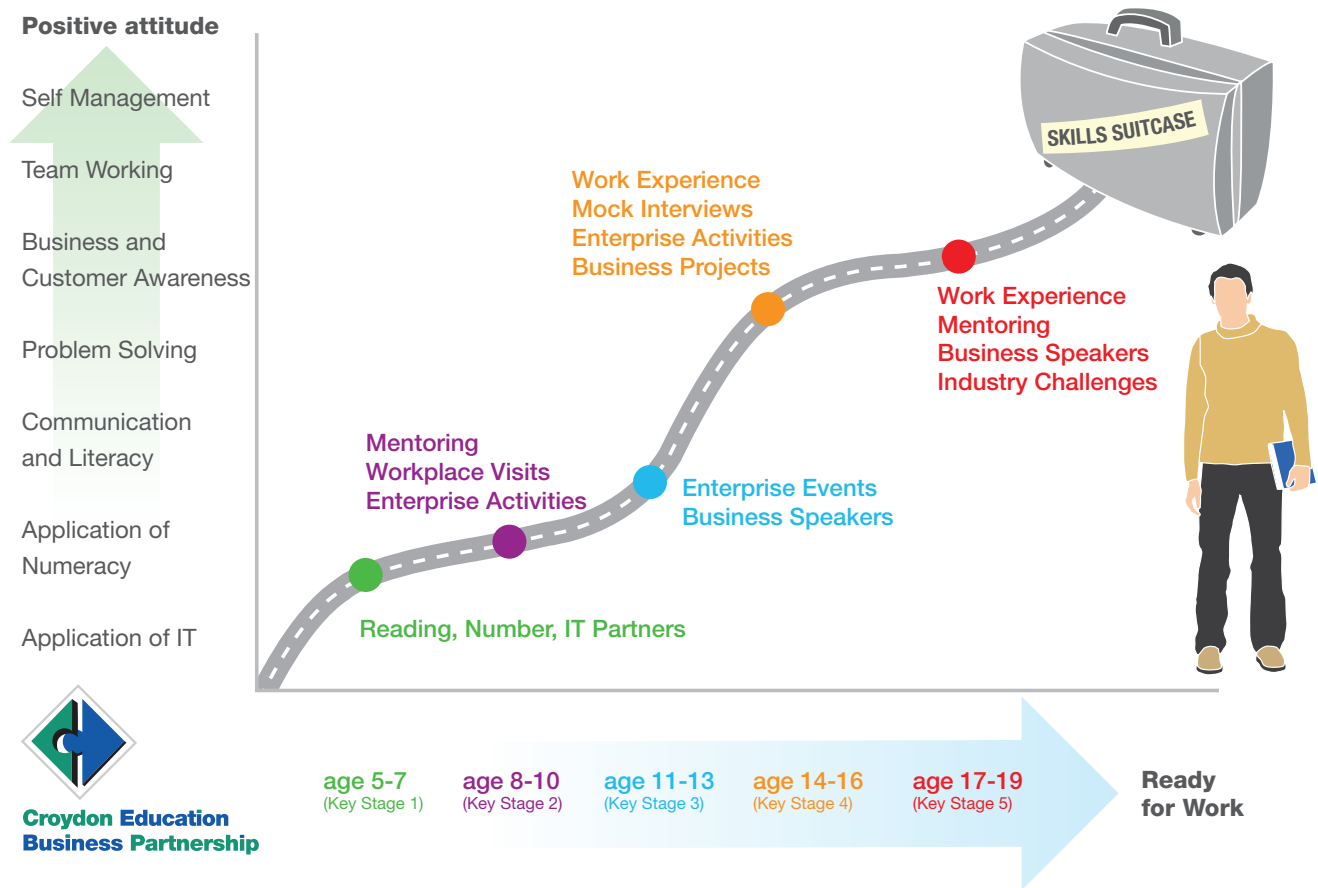 Positive attitude
Self Management
Team Working
Business and
Customer Awareness
Problem Solving
Communication
and Literacy
Application of
Numeracy
Application of IT
SKILLS SUITCASE
Work Experience
Mock Interviews
Enterprise Activities
Business Projects
Work Experience
Mentoring
Business Speakers
Industry Challenges
Mentoring
Workplace Visits
Enterprise Activities
Enterprise Events
Business Speakers
Reading, Number, IT Partners
age 5-7
(Key Stage 1)
age 8-10
(Key Stage 2)
age 11-13
(Key Stage 3)
age 14-16
(Key Stage 4)
age 17-19
(Key Stage 5)
Ready
for Work
Croydon Education
Business Partnership